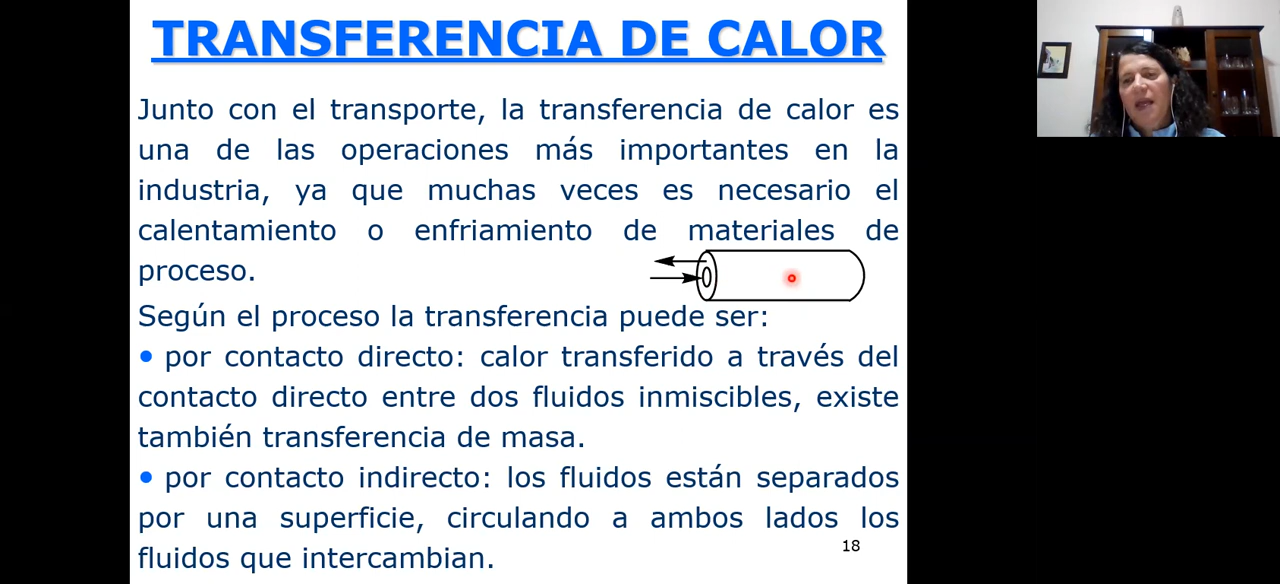 TRANSFERENCIA DE CALOR
Junto con el transporte, la transferencia de calor es
una de las operaciones más importantes en la
industria, ya que muchas veces es necesario el
calentamiento o enfriamiento de materiales de
proceso.
Según el proceso la transferencia puede ser:
• por contacto directo: calor transferido a través del
contacto directo entre dos fluidos inmiscibles, existe
también transferencia de masa.
• por contacto indirecto: los fluidos están separados
por una superficie, circulando a ambos lados los
fluidos que intercambian.
18